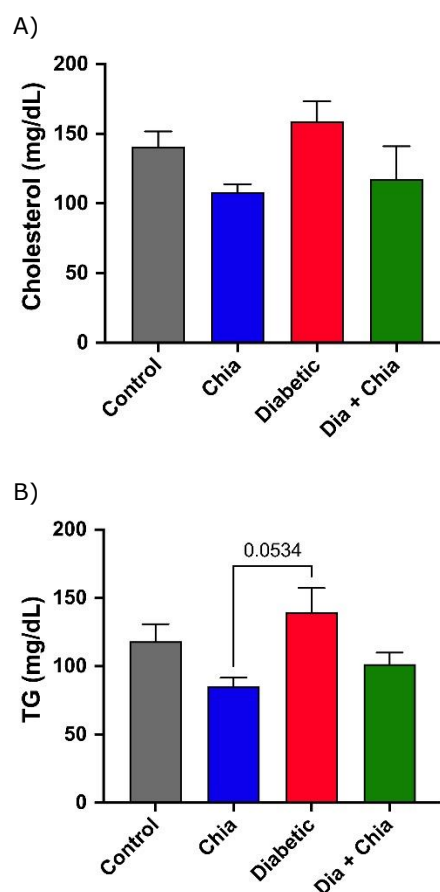 A)
Cholesterol (mg/dL)
200
150
100
50
0
Control
Chia
Diabetic
Dia + Chia
B)
TG (mg/dL)
200
150
100
50
0
0.0534
Control
Chia
Diabetic
Dia + Chia